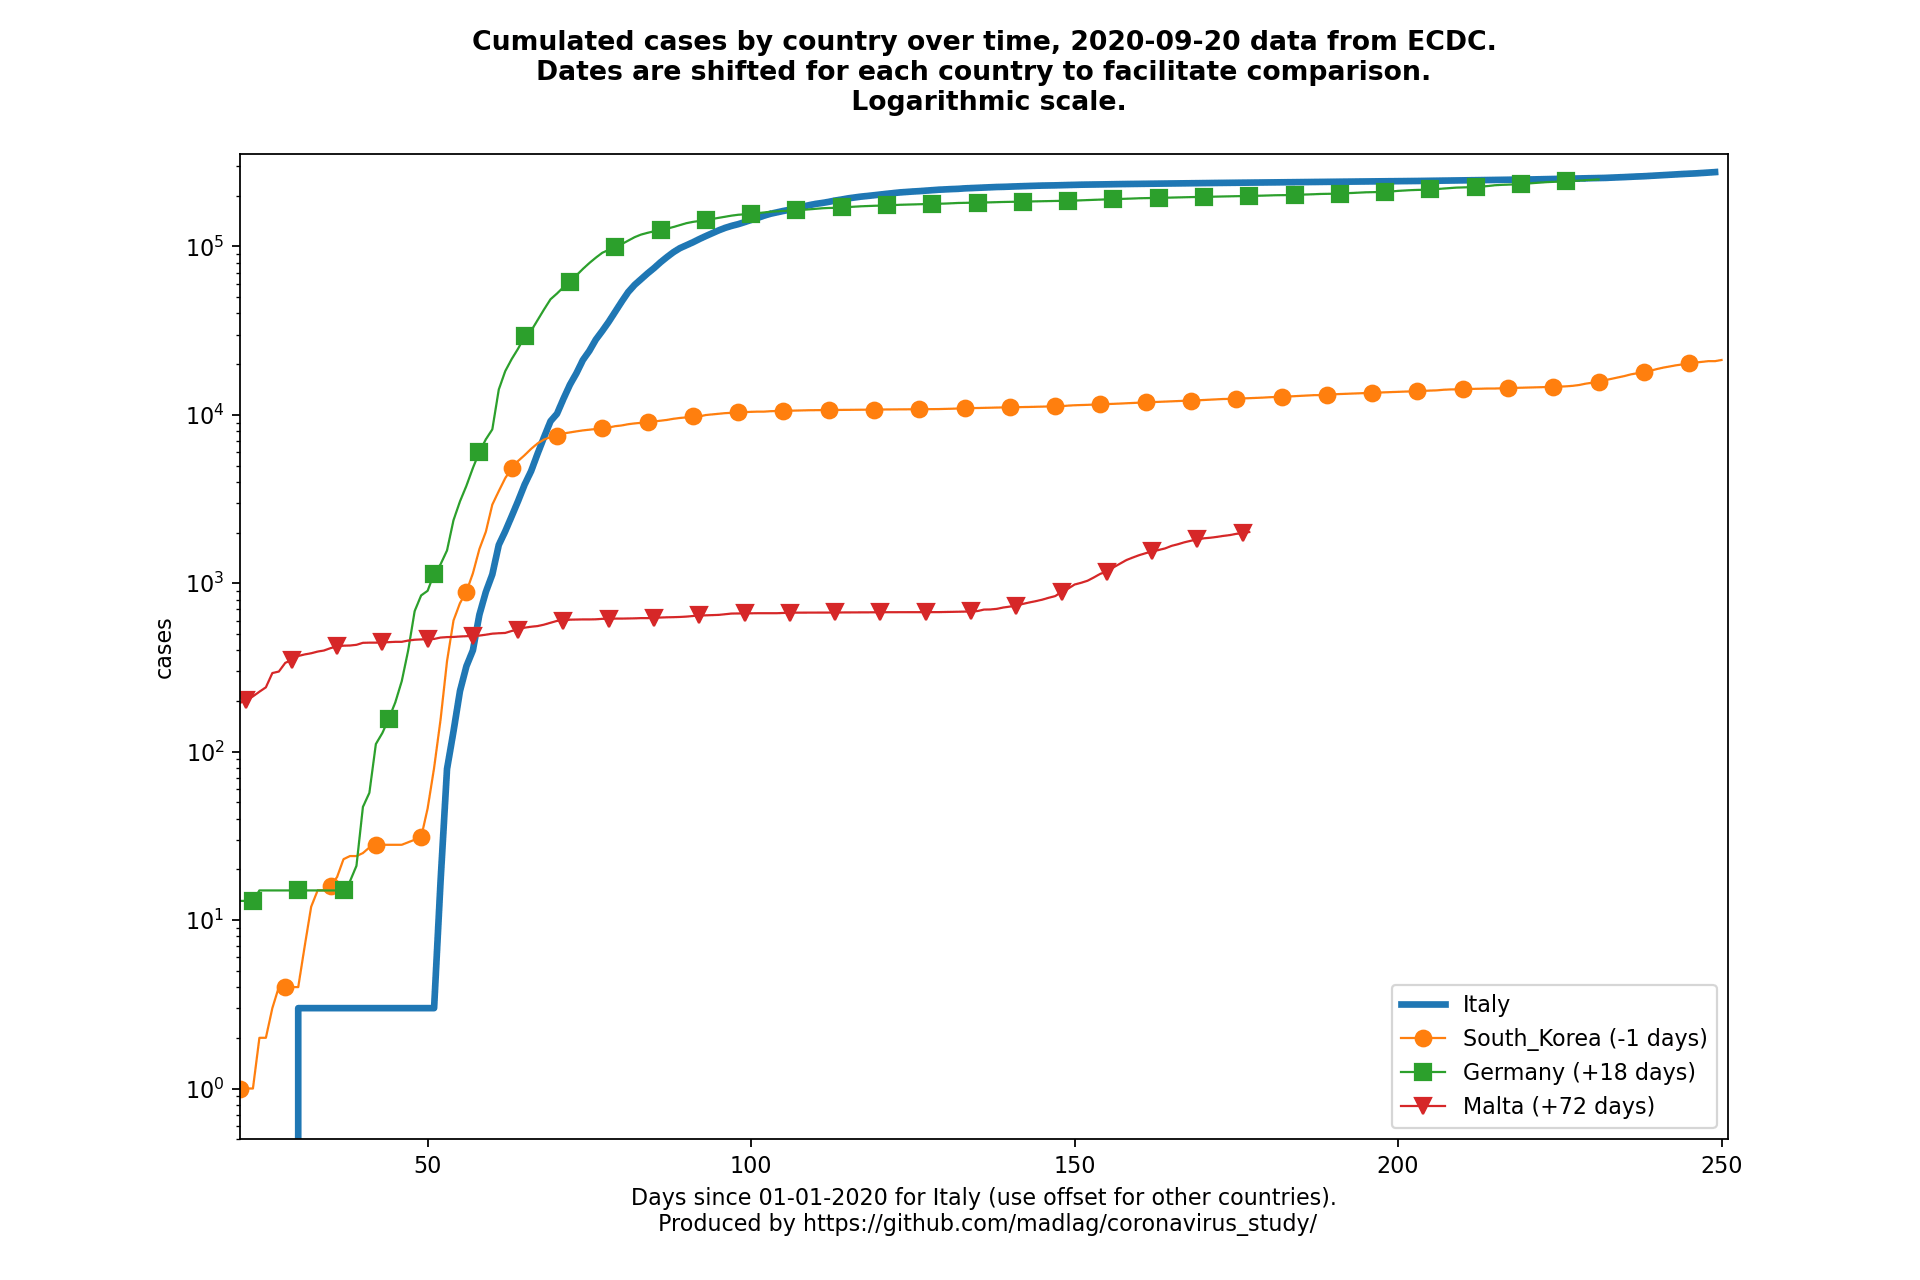 Cumulated cases by country over time, 2020-09-20 data from ECDC.
Dates are shifted for each country to facilitate comparison.
Logarithmic scale.
10^5
10^4
10^3
10^2
10^1
10^0
cases
Italy
South_Korea (-1 days)
Germany (+18 days)
Malta (+72 days)
50 100 150 200 250
Days since 01-01-2020 for Italy (use offset for other countries).
Produced by https://github.com/madlag/coronavirus_study/